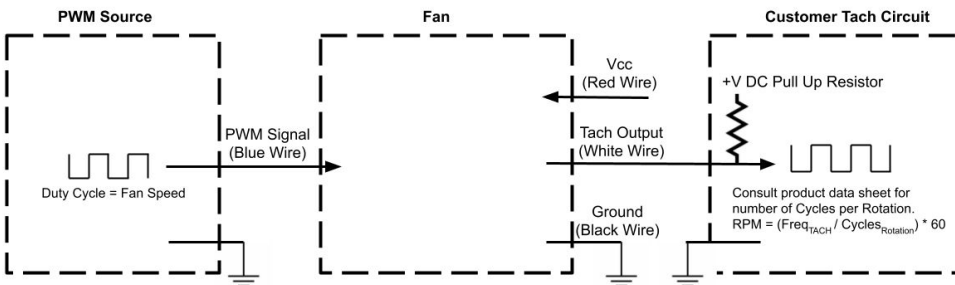 PWM Source
Fan
Customer Tach Circuit
Vcc
(Red Wire)
+V DC Pull Up Resistor
PWM Signal
(Blue Wire)
Tach Output
(White Wire)
Duty Cycle = Fan Speed
Consult product data sheet for
number of Cycles per Rotation.
RPM = (FreqTACH / CyclesRotation) * 60
Ground
(Black Wire)